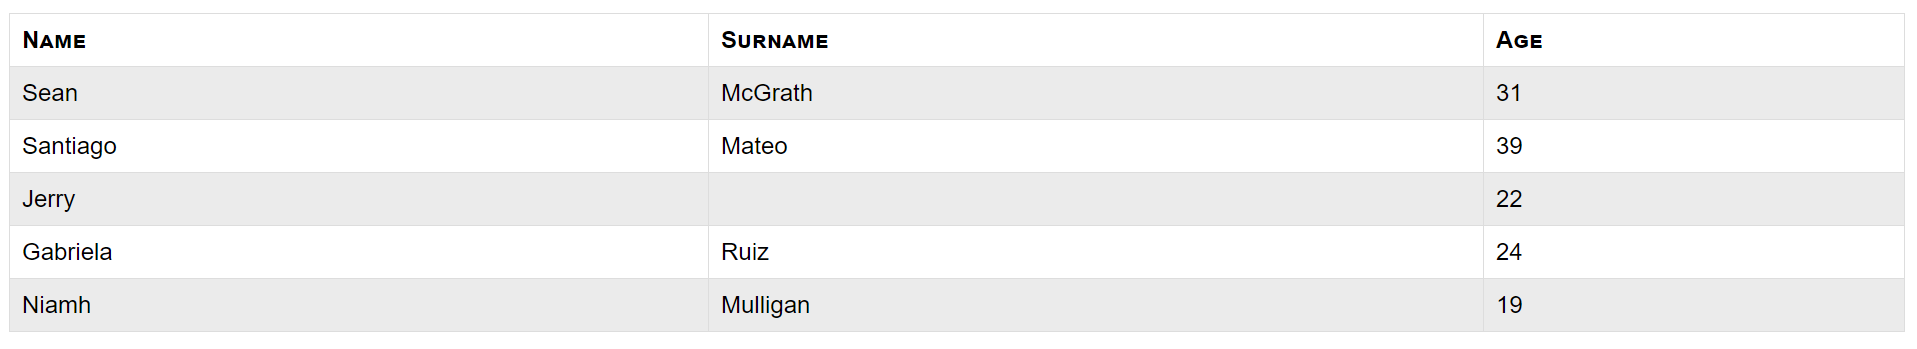 Name Surname Age
Sean McGrath 31
Santiago Mateo 39
Jerry 22
Gabriela Ruiz 24
Niamh Mulligan 19